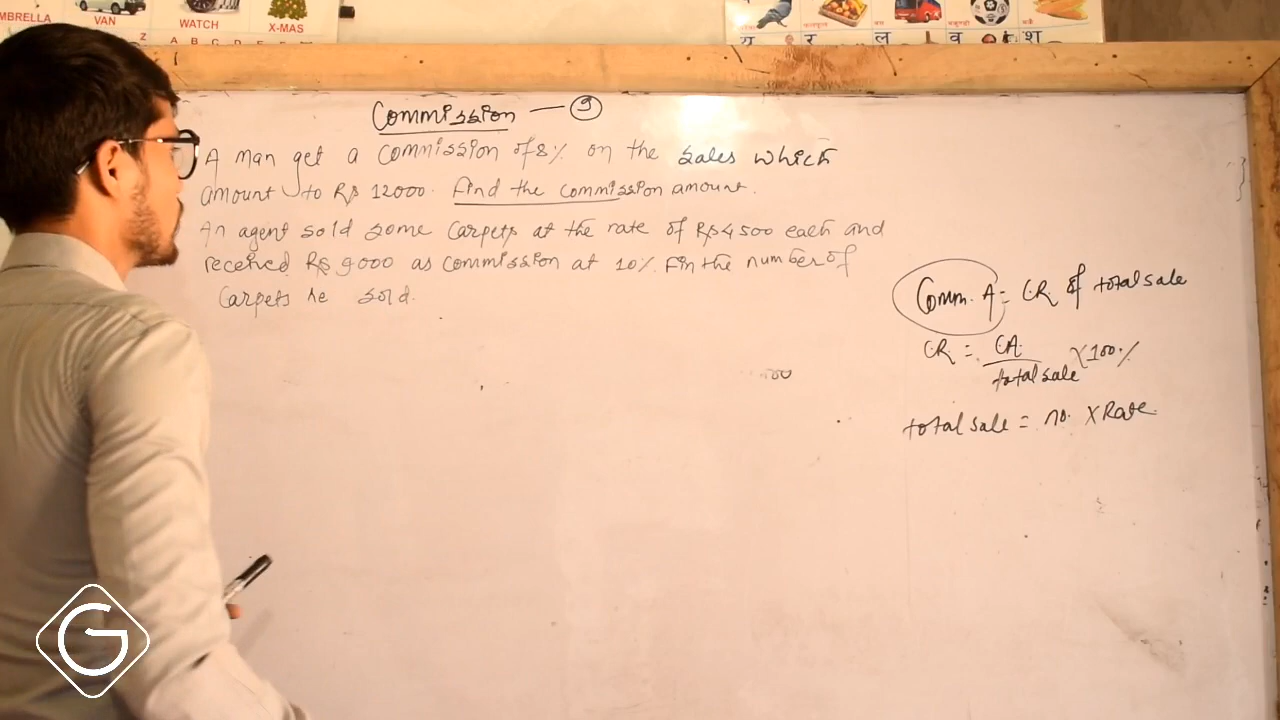 UMBRELLA VAN WATCH X-MAS
Z A B C D E F
य र ल व श
Commission — 9
A man get a commission of 8% on the sales which
amount to Rs 12000. Find the commission amount.
An agent sold some carpets at the rate of Rs 4500 each and
received Rs 9000 as commission at 10%. Fin the number of
carpets he sold.
Comm. A = CR of total sale
CR = CA / total sale × 100%
total sale = no. × Rate.
G